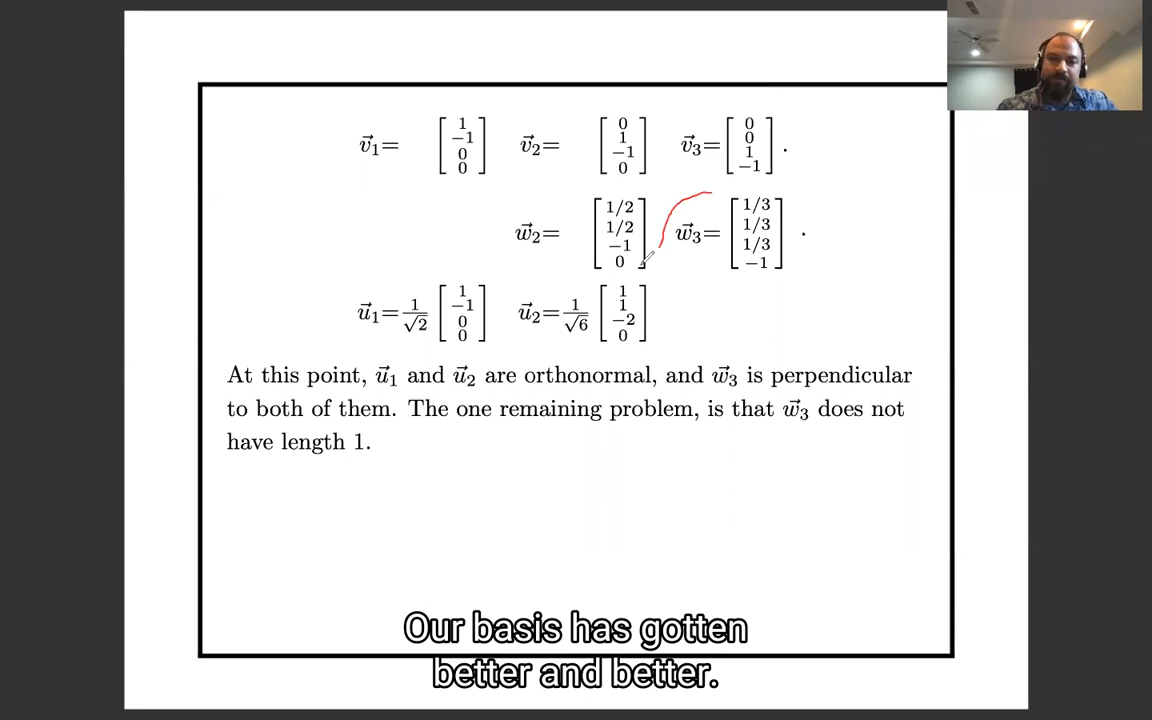 v⃗₁= [1 −1 0 0] v⃗₂= [0 1 −1 0] v⃗₃= [0 0 1 −1] .
w⃗₂= [1/2 1/2 −1 0] w⃗₃= [1/3 1/3 1/3 −1] .
u⃗₁= 1/√2 [1 −1 0 0] u⃗₂= 1/√6 [1 1 −2 0]
At this point, u⃗₁ and u⃗₂ are orthonormal, and w⃗₃ is perpendicular
to both of them. The one remaining problem, is that w⃗₃ does not
have length 1.
Our basis has gotten
better and better.